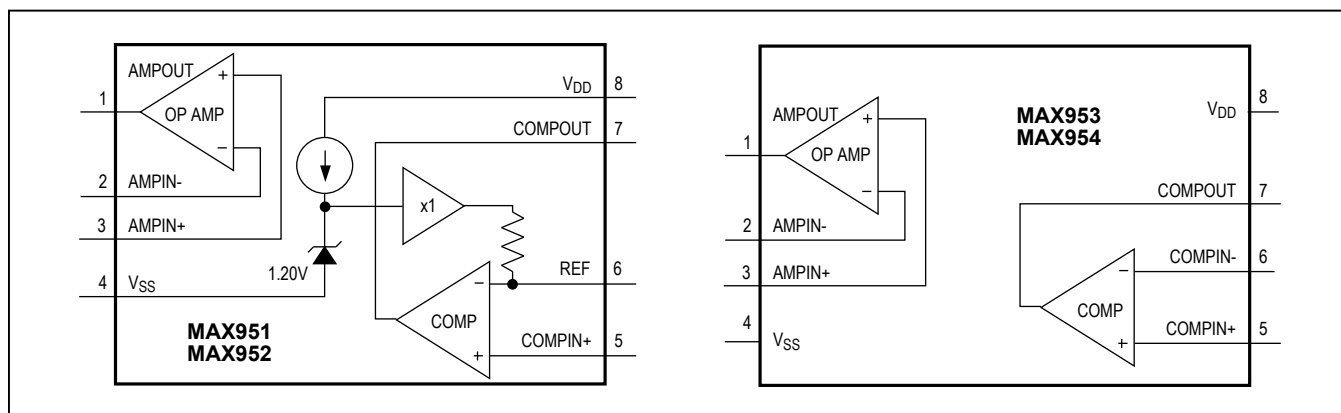 AMPOUT
1
+
OP AMP
−
2
AMPIN-
3
AMPIN+
4
VSS
1.20V
MAX951
MAX952
VDD
8
COMPOUT
7
x1
REF
6
−
COMP
+
COMPIN+
5
AMPOUT
1
+
OP AMP
−
2
AMPIN-
3
AMPIN+
4
VSS
MAX953
MAX954
VDD
8
COMPOUT
7
COMPIN-
6
−
COMP
+
COMPIN+
5